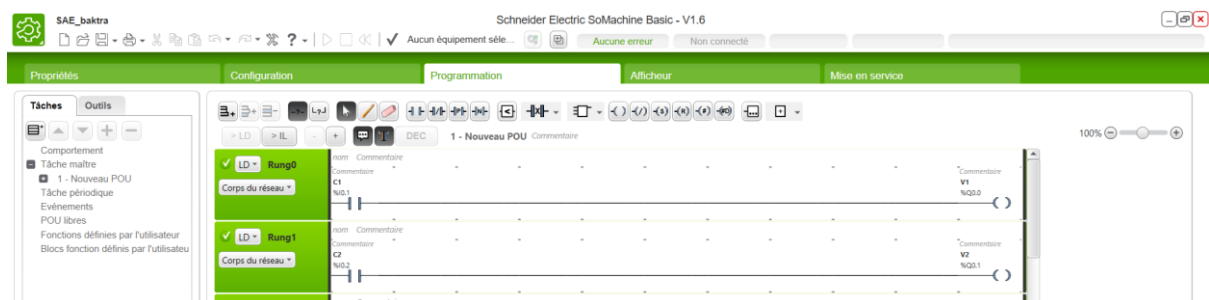 SAE_baktra
Schneider Electric SoMachine Basic - V1.6
Aucun équipement séle...
Aucune erreur
Non connecté
Propriétés
Configuration
Programmation
Afficheur
Mise en service
Tâches
Outils
Comportement
Tâche maître
1 - Nouveau POU
Tâche périodique
Evénements
POU libres
Fonctions définies par l'utilisateur
Blocs fonction définis par l'utilisateu
> LD
> IL
-
+
DEC
1 - Nouveau POU Commentaire
100%
LD
Rung0
Corps du réseau
nom Commentaire
Commentaire
C1
%I0.1
Commentaire
V1
%Q0.0
LD
Rung1
Corps du réseau
nom Commentaire
Commentaire
C2
%I0.2
Commentaire
V2
%Q0.1